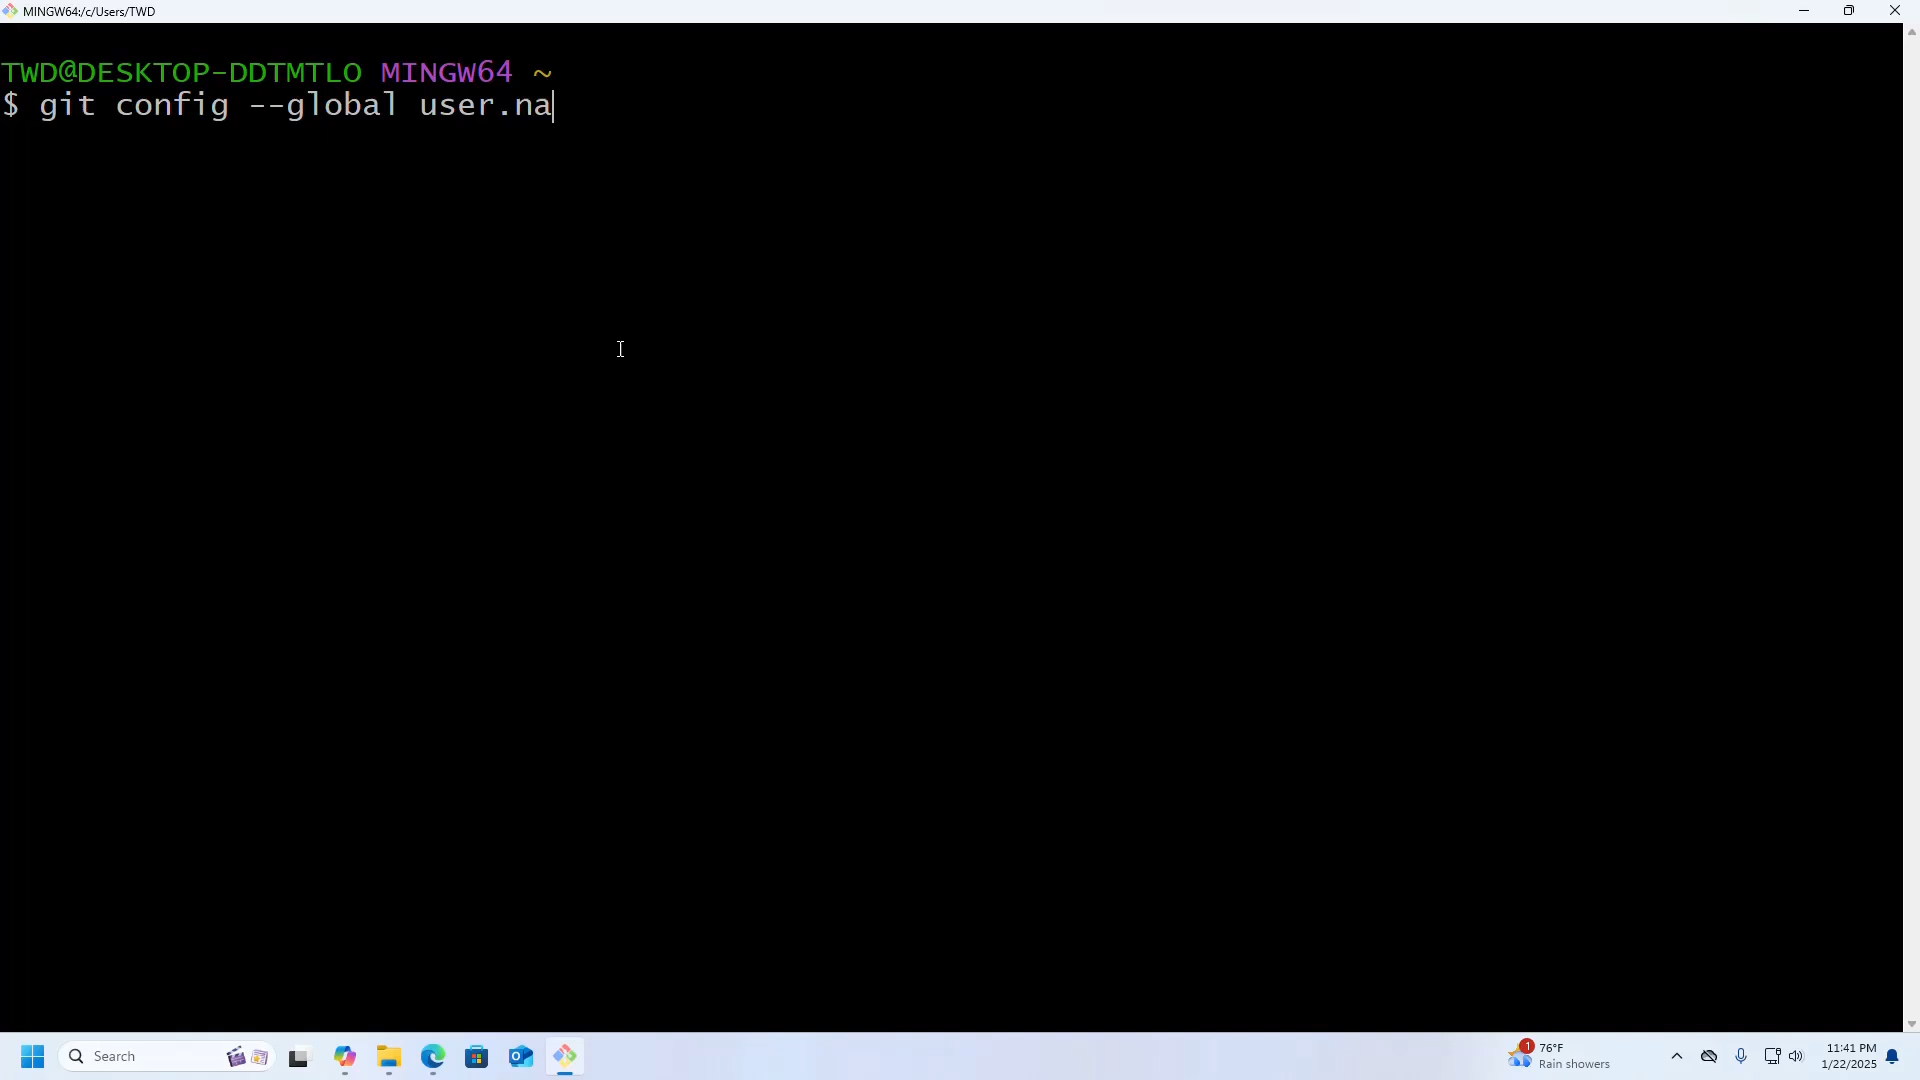 MINGW64:/c/Users/TWD
TWD@DESKTOP-DDTMTLO MINGW64 ~
$ git config --global user.na
Search
1
76°F
Rain showers
11:41 PM
1/22/2025